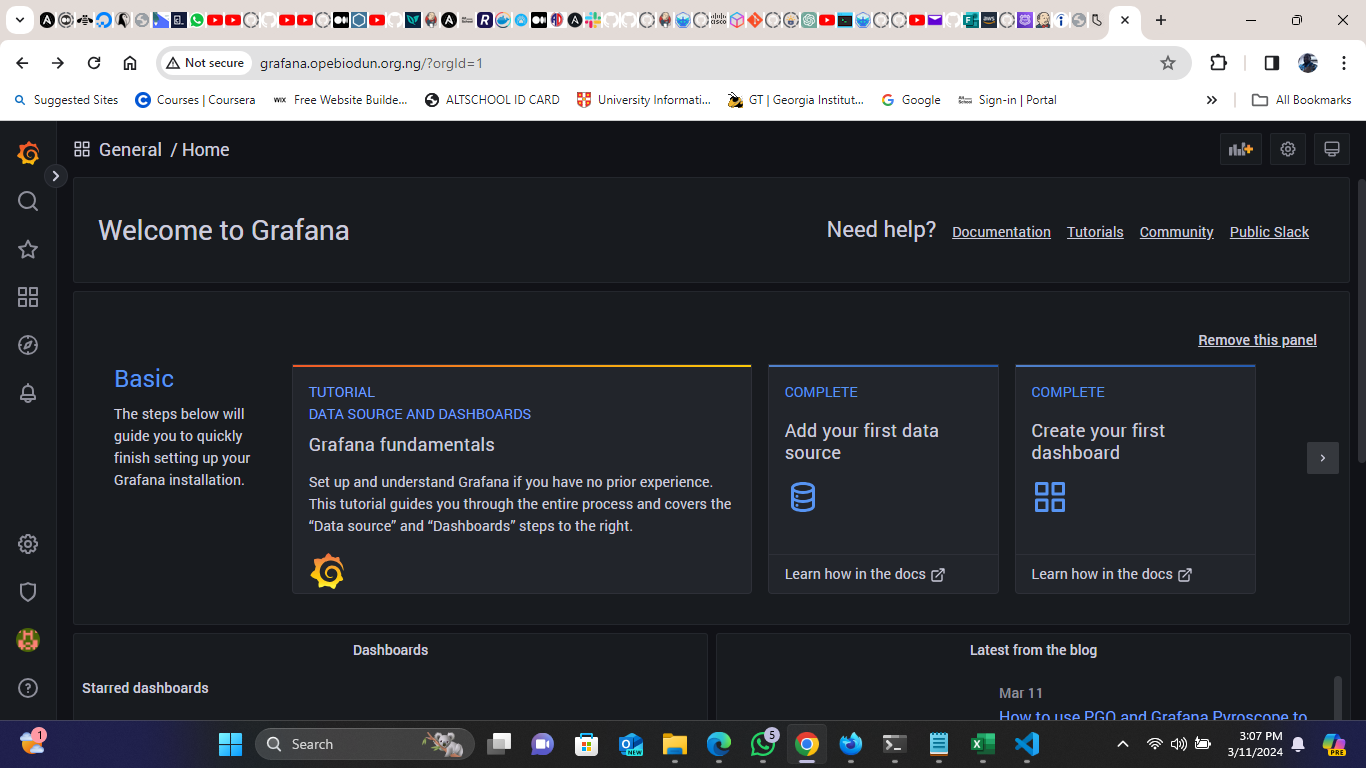 Not secure
grafana.opebiodun.org.ng/?orgId=1
Suggested Sites
Courses | Coursera
WIX
Free Website Builde...
ALTSCHOOL ID CARD
University Informati...
GT | Georgia Institut...
Google
Sign-in | Portal
All Bookmarks
General / Home
Welcome to Grafana
Need help?
Documentation
Tutorials
Community
Public Slack
Remove this panel
Basic
The steps below will
guide you to quickly
finish setting up your
Grafana installation.
TUTORIAL
DATA SOURCE AND DASHBOARDS
Grafana fundamentals
Set up and understand Grafana if you have no prior experience.
This tutorial guides you through the entire process and covers the
“Data source” and “Dashboards” steps to the right.
COMPLETE
Add your first data
source
Learn how in the docs
COMPLETE
Create your first
dashboard
Learn how in the docs
Dashboards
Starred dashboards
Latest from the blog
Mar 11
How to use PGO and Grafana Pyroscope to
1
Search
NEW
5
3:07 PM
3/11/2024
PRE